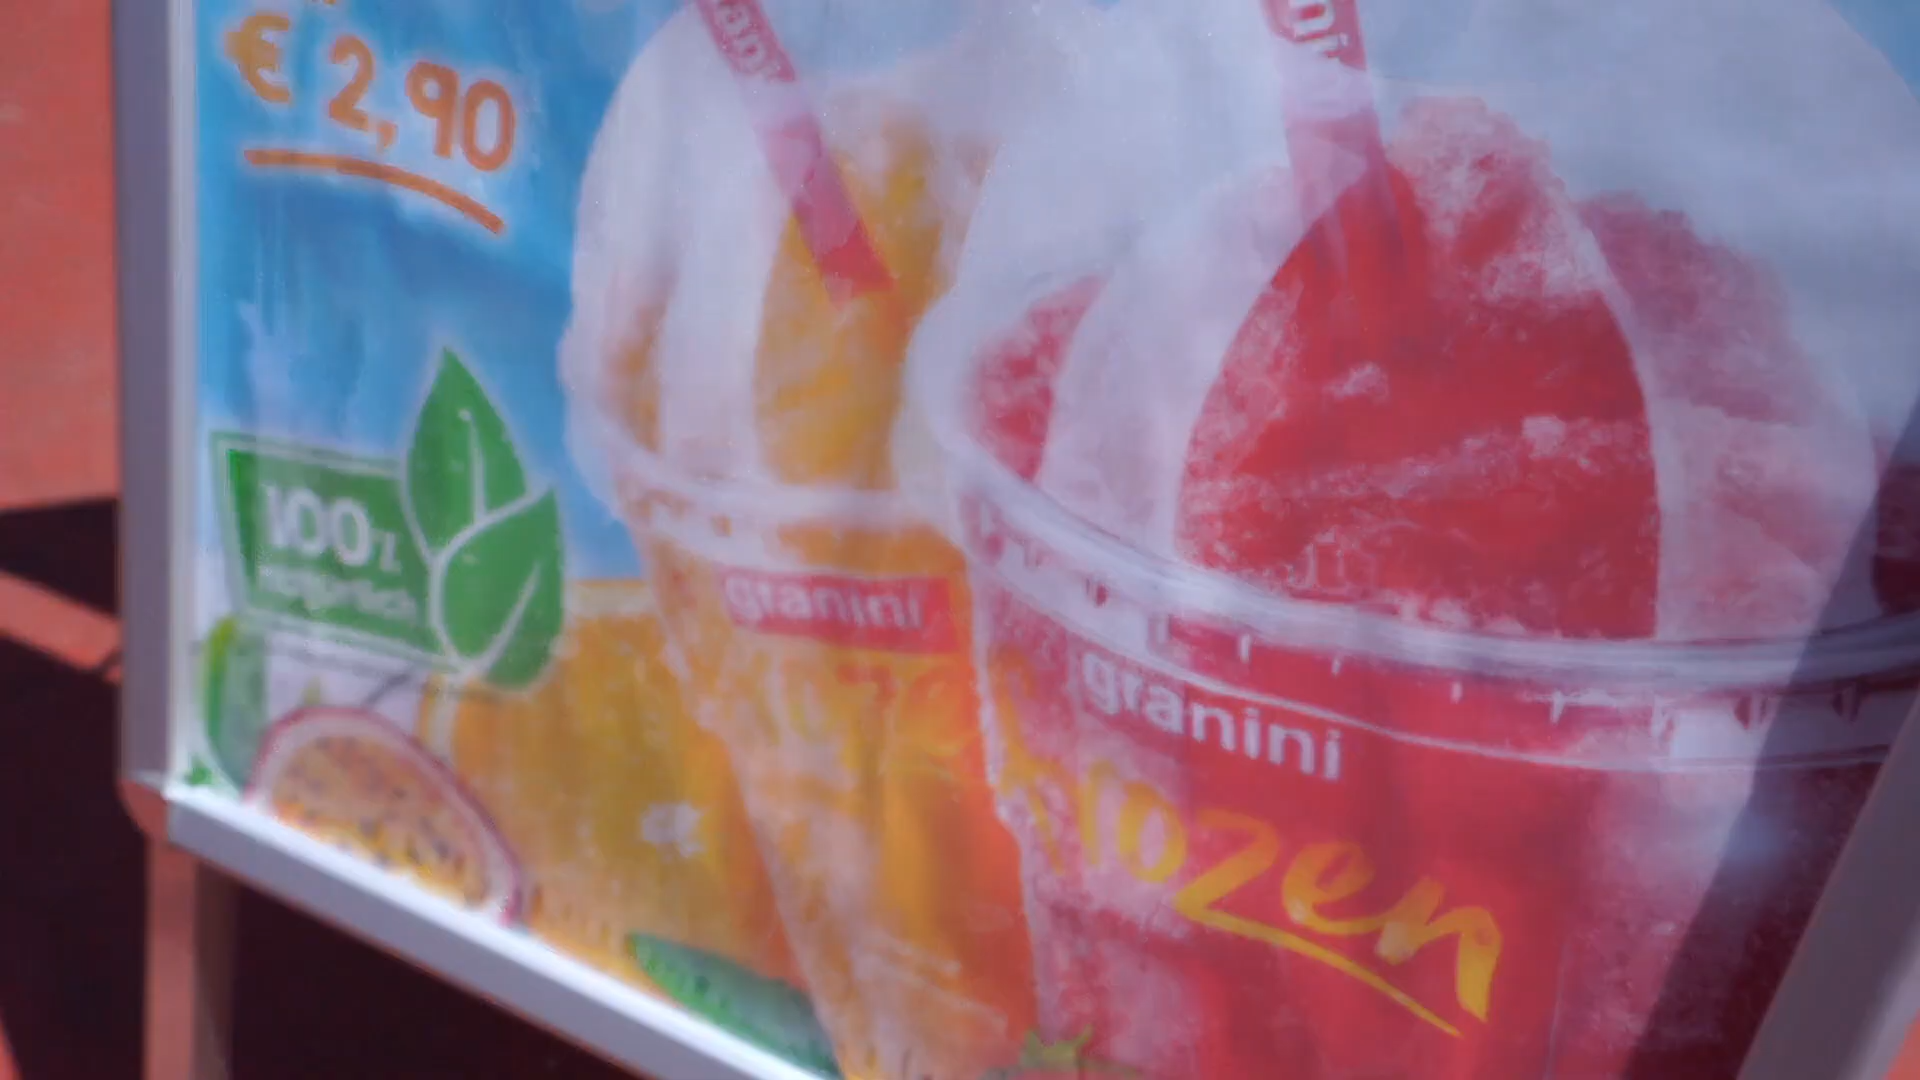 € 2,90
100%
granini
granini
frozen